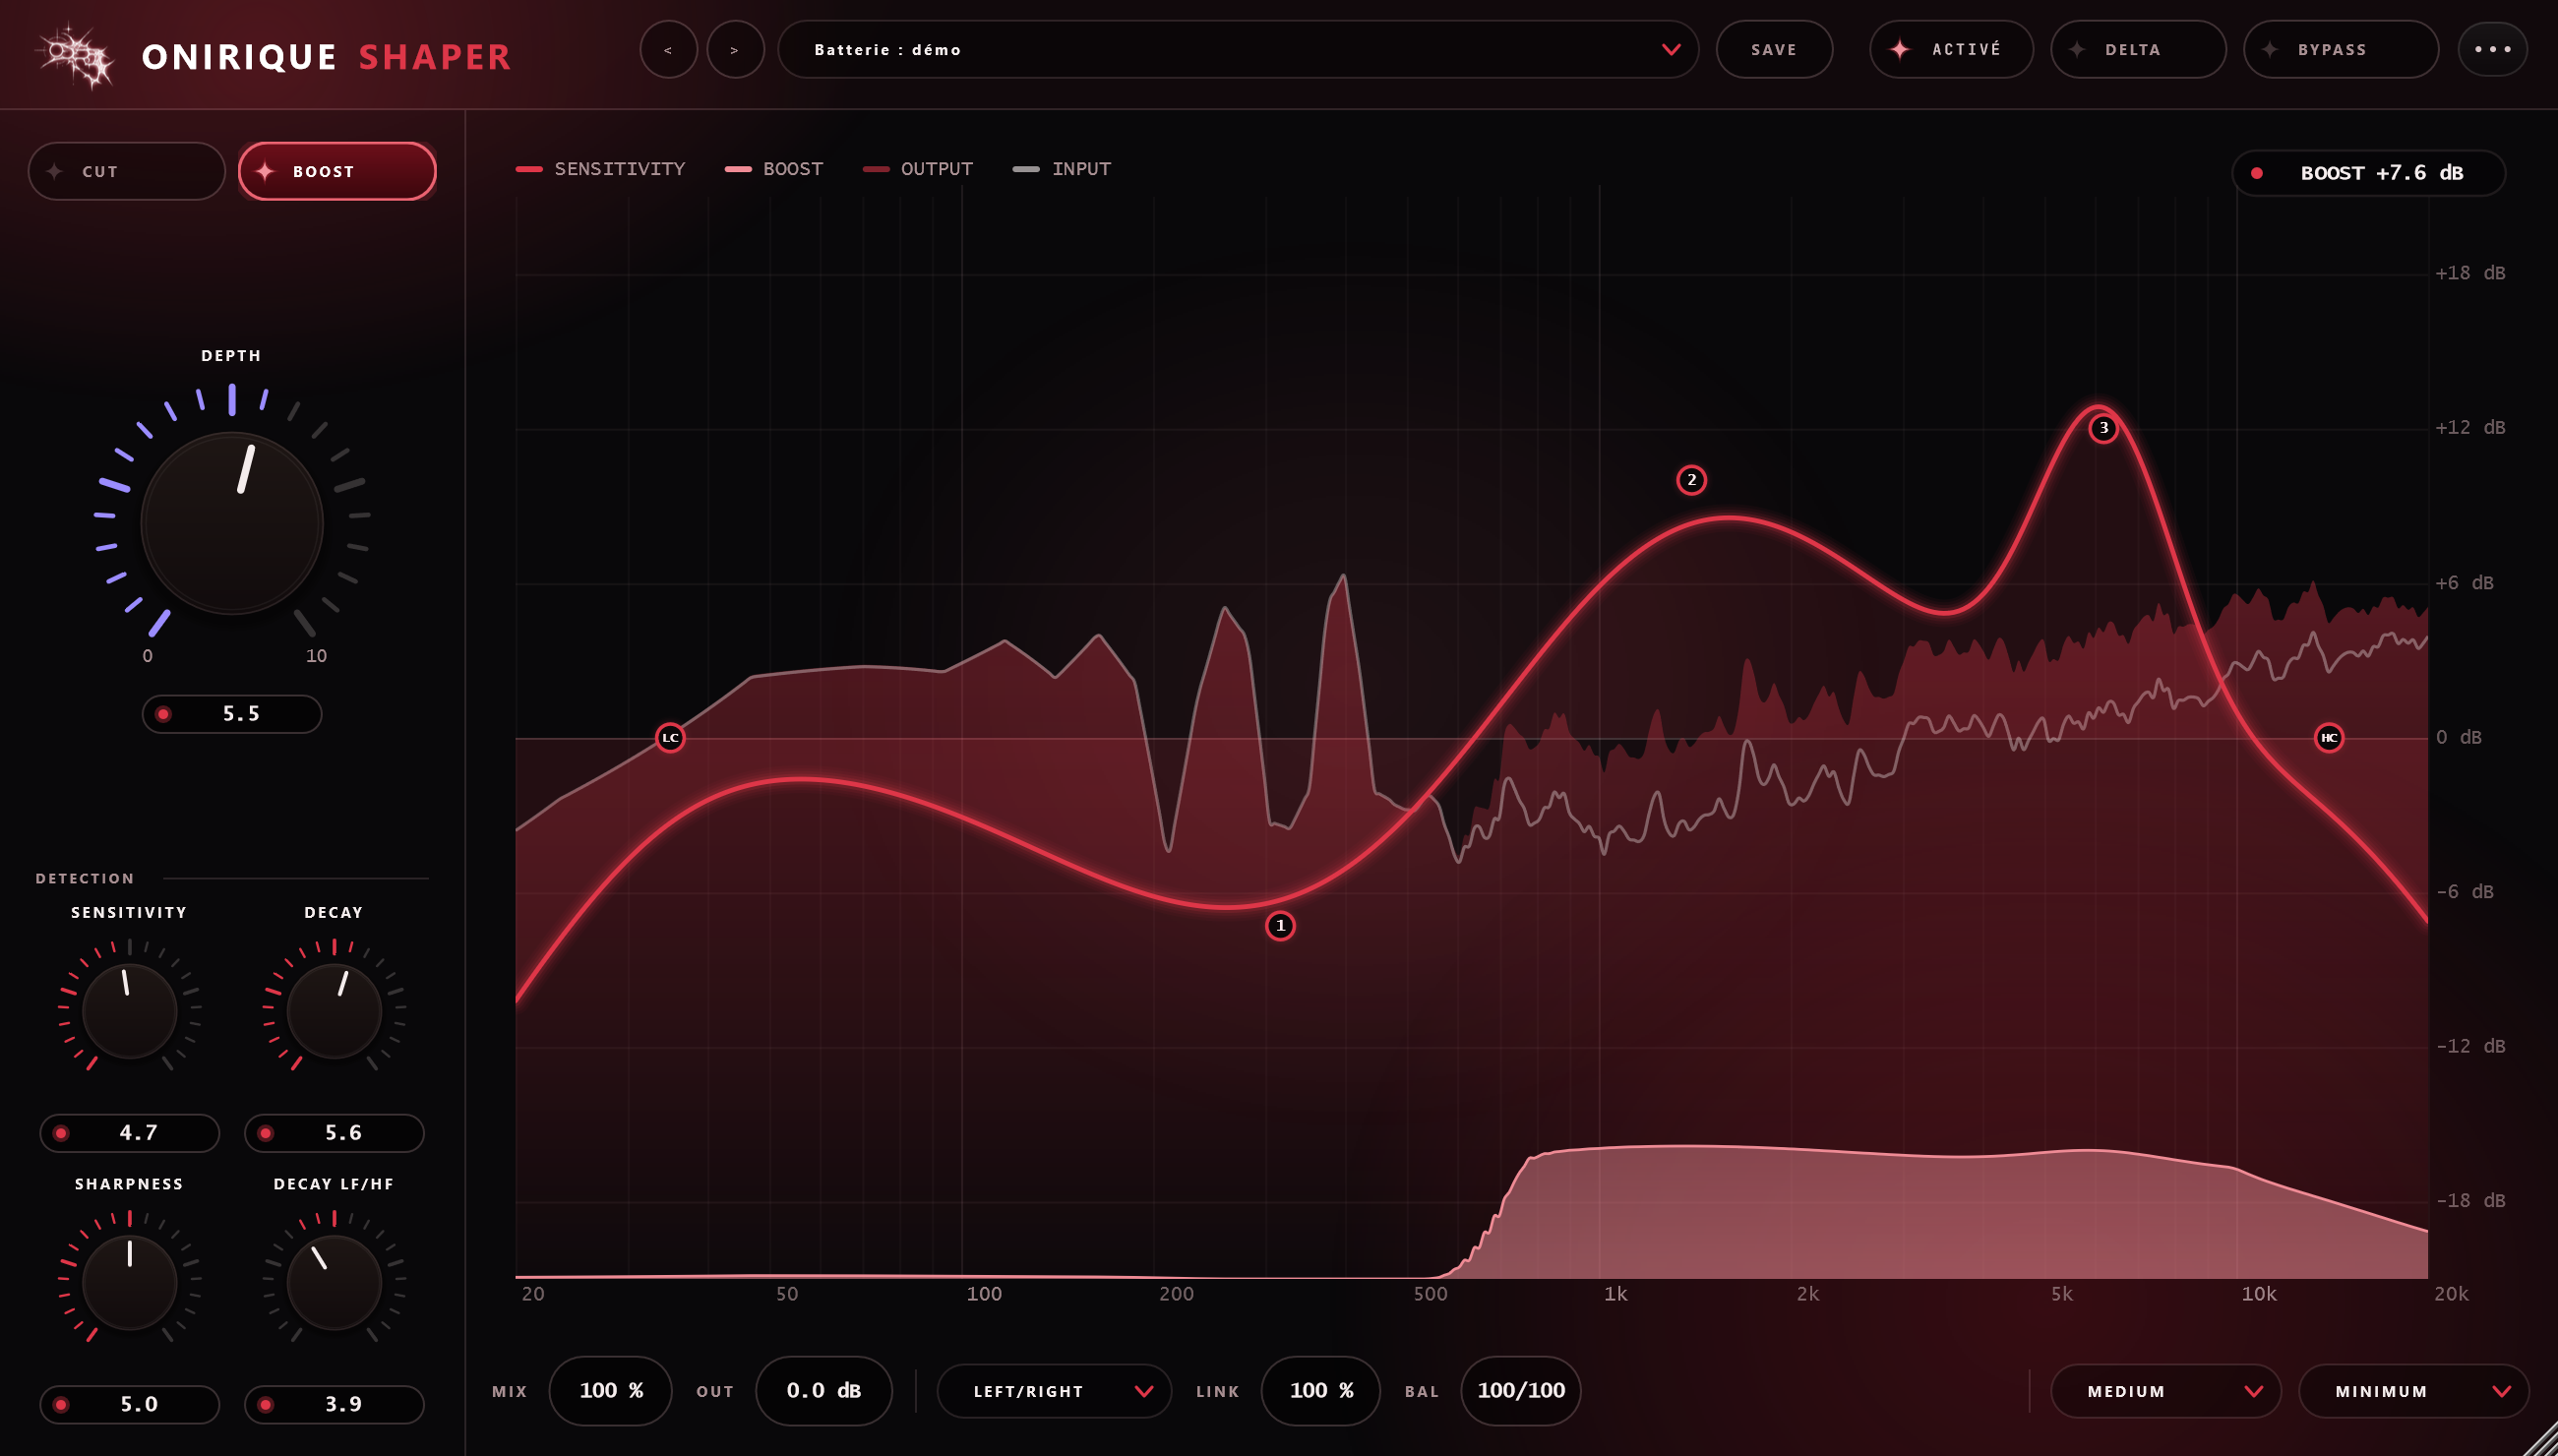 ONIRIQUE SHAPER
< > Batterie : démo SAVE ACTIVÉ DELTA BYPASS
CUT BOOST
SENSITIVITY BOOST OUTPUT INPUT
BOOST +7.6 dB
DEPTH
0 10
5.5
DETECTION
SENSITIVITY DECAY
4.7 5.6
SHARPNESS DECAY LF/HF
5.0 3.9
+18 dB
+12 dB
+6 dB
0 dB
-6 dB
-12 dB
-18 dB
LC
1
2
3
HC
20 50 100 200 500 1k 2k 5k 10k 20k
MIX 100 % OUT 0.0 dB LEFT/RIGHT LINK 100 % BAL 100/100 MEDIUM MINIMUM